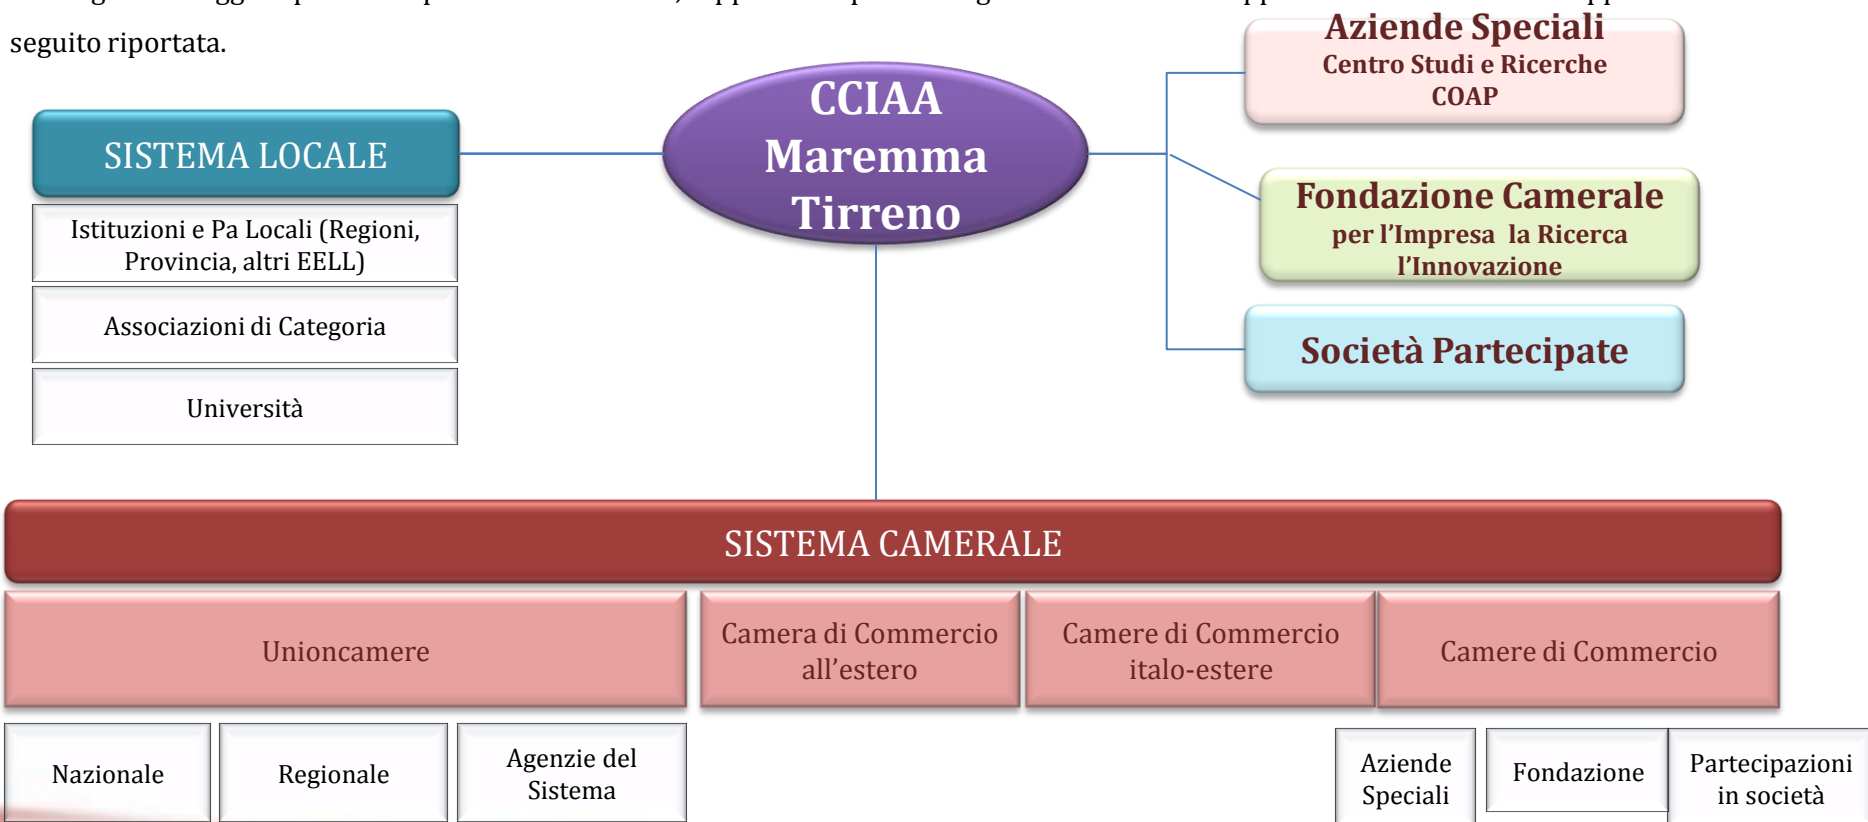 seguito riportata.
Aziende Speciali
Centro Studi e Ricerche
COAP
CCIAA
Maremma
Tirreno
SISTEMA LOCALE
Istituzioni e Pa Locali (Regioni,
Provincia, altri EELL)
Associazioni di Categoria
Università
Fondazione Camerale
per l'Impresa la Ricerca
l'Innovazione
Società Partecipate
SISTEMA CAMERALE
Unioncamere
Camera di Commercio
all'estero
Camere di Commercio
italo-estere
Camere di Commercio
Nazionale
Regionale
Agenzie del
Sistema
Aziende
Speciali
Fondazione
Partecipazioni
in società